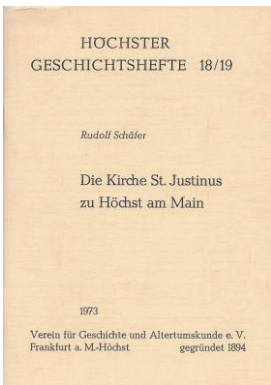 HÖCHSTER
GESCHICHTSHEFTE 18/19
Rudolf Schäfer
Die Kirche St. Justinus
zu Höchst am Main
1973
Verein für Geschichte und Altertumskunde e. V.
Frankfurt a. M.-Höchst gegründet 1894